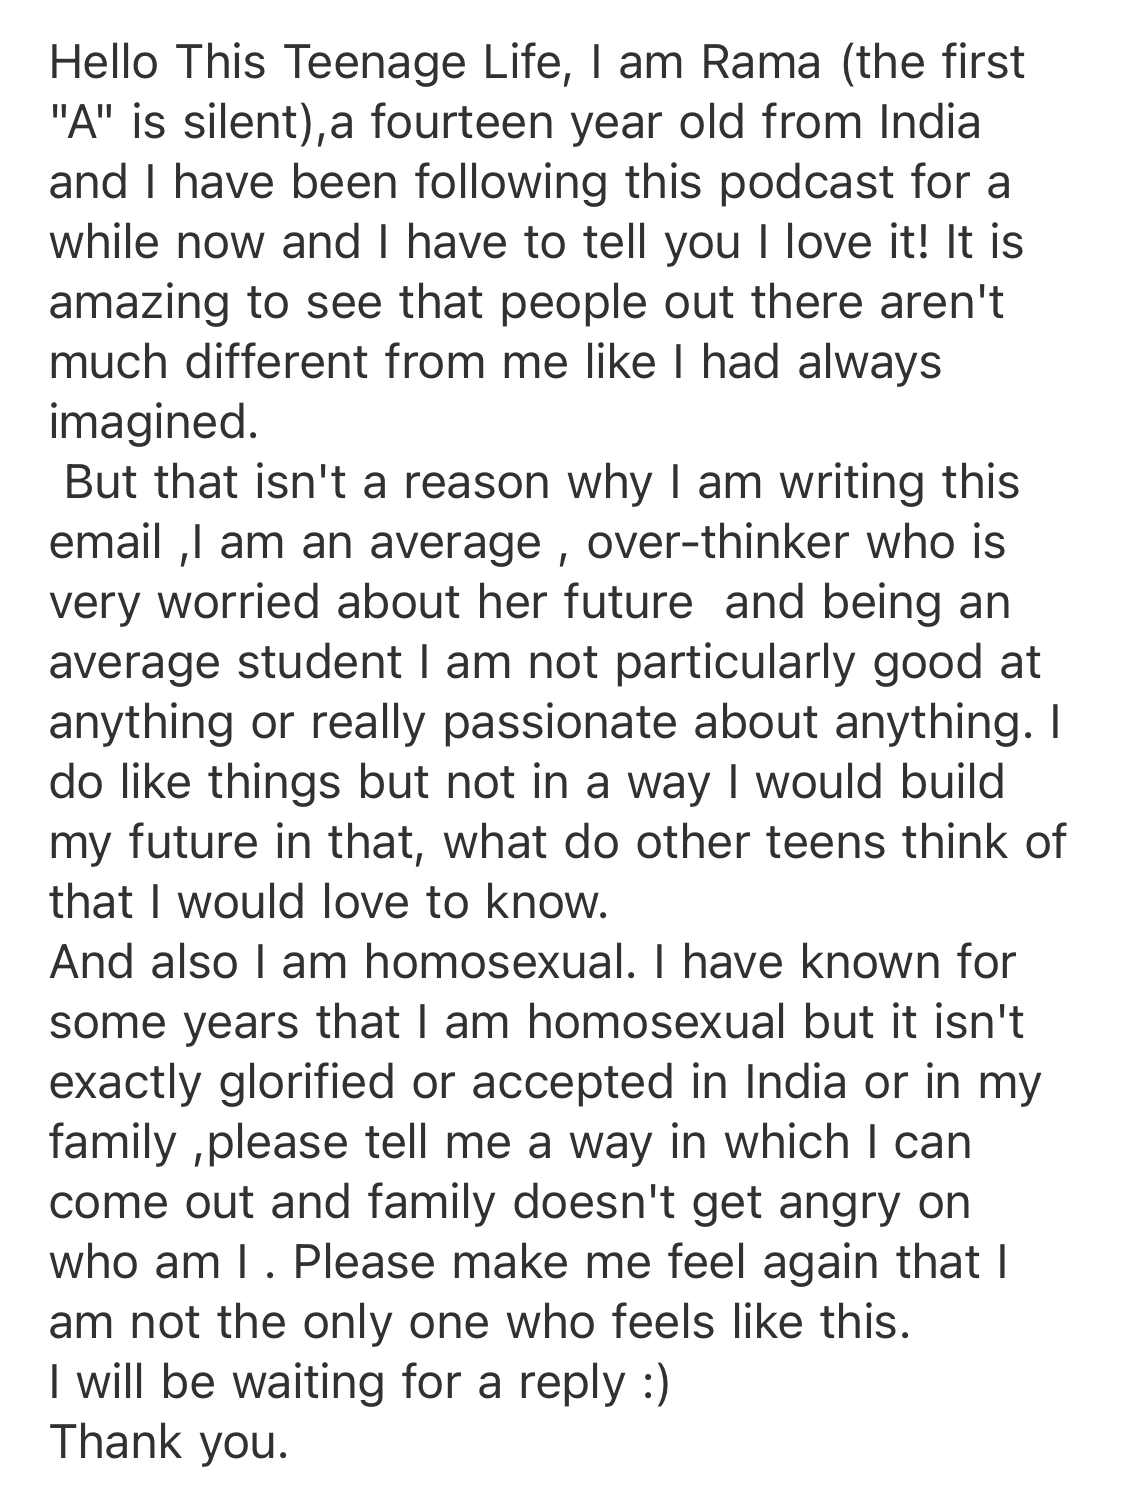 Hello This Teenage Life, I am Rama (the first
"A" is silent),a fourteen year old from India
and I have been following this podcast for a
while now and I have to tell you I love it! It is
amazing to see that people out there aren't
much different from me like I had always
imagined.
But that isn't a reason why I am writing this
email ,I am an average , over-thinker who is
very worried about her future  and being an
average student I am not particularly good at
anything or really passionate about anything. I
do like things but not in a way I would build
my future in that, what do other teens think of
that I would love to know.
And also I am homosexual. I have known for
some years that I am homosexual but it isn't
exactly glorified or accepted in India or in my
family ,please tell me a way in which I can
come out and family doesn't get angry on
who am I . Please make me feel again that I
am not the only one who feels like this.
I will be waiting for a reply :)
Thank you.